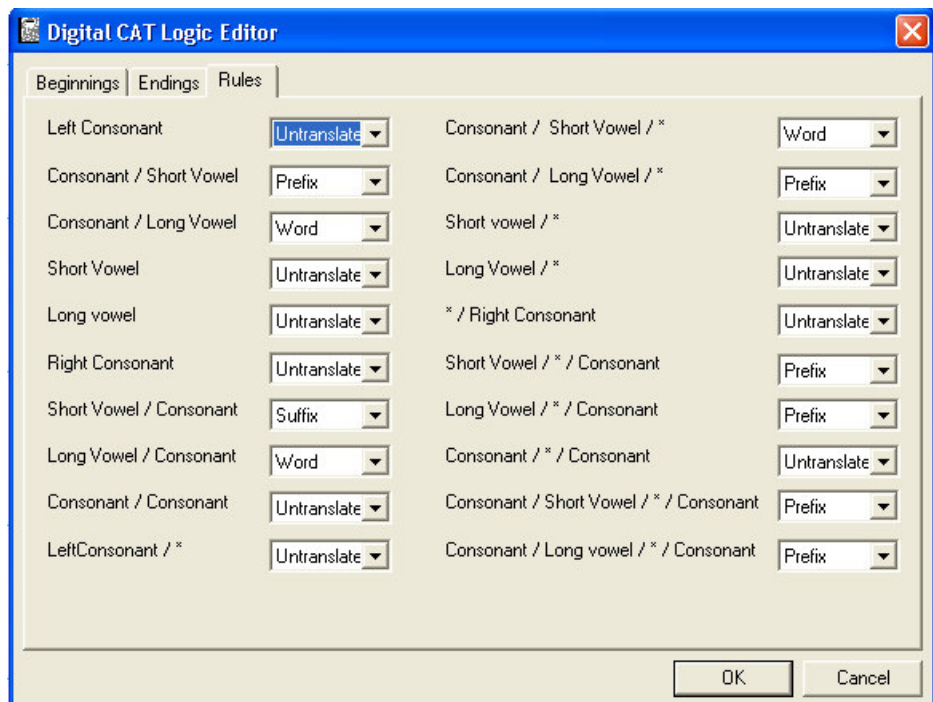 Digital CAT Logic Editor
Beginnings Endings Rules
Left Consonant Untranslate
Consonant / Short Vowel Prefix
Consonant / Long Vowel Word
Short Vowel Untranslate
Long vowel Untranslate
Right Consonant Untranslate
Short Vowel / Consonant Suffix
Long Vowel / Consonant Word
Consonant / Consonant Untranslate
LeftConsonant / * Untranslate
Consonant / Short Vowel / * Word
Consonant / Long Vowel / * Prefix
Short vowel / * Untranslate
Long Vowel / * Untranslate
* / Right Consonant Untranslate
Short Vowel / * / Consonant Prefix
Long Vowel / * / Consonant Prefix
Consonant / * / Consonant Untranslate
Consonant / Short Vowel / * / Consonant Prefix
Consonant / Long vowel / * / Consonant Prefix
OK Cancel